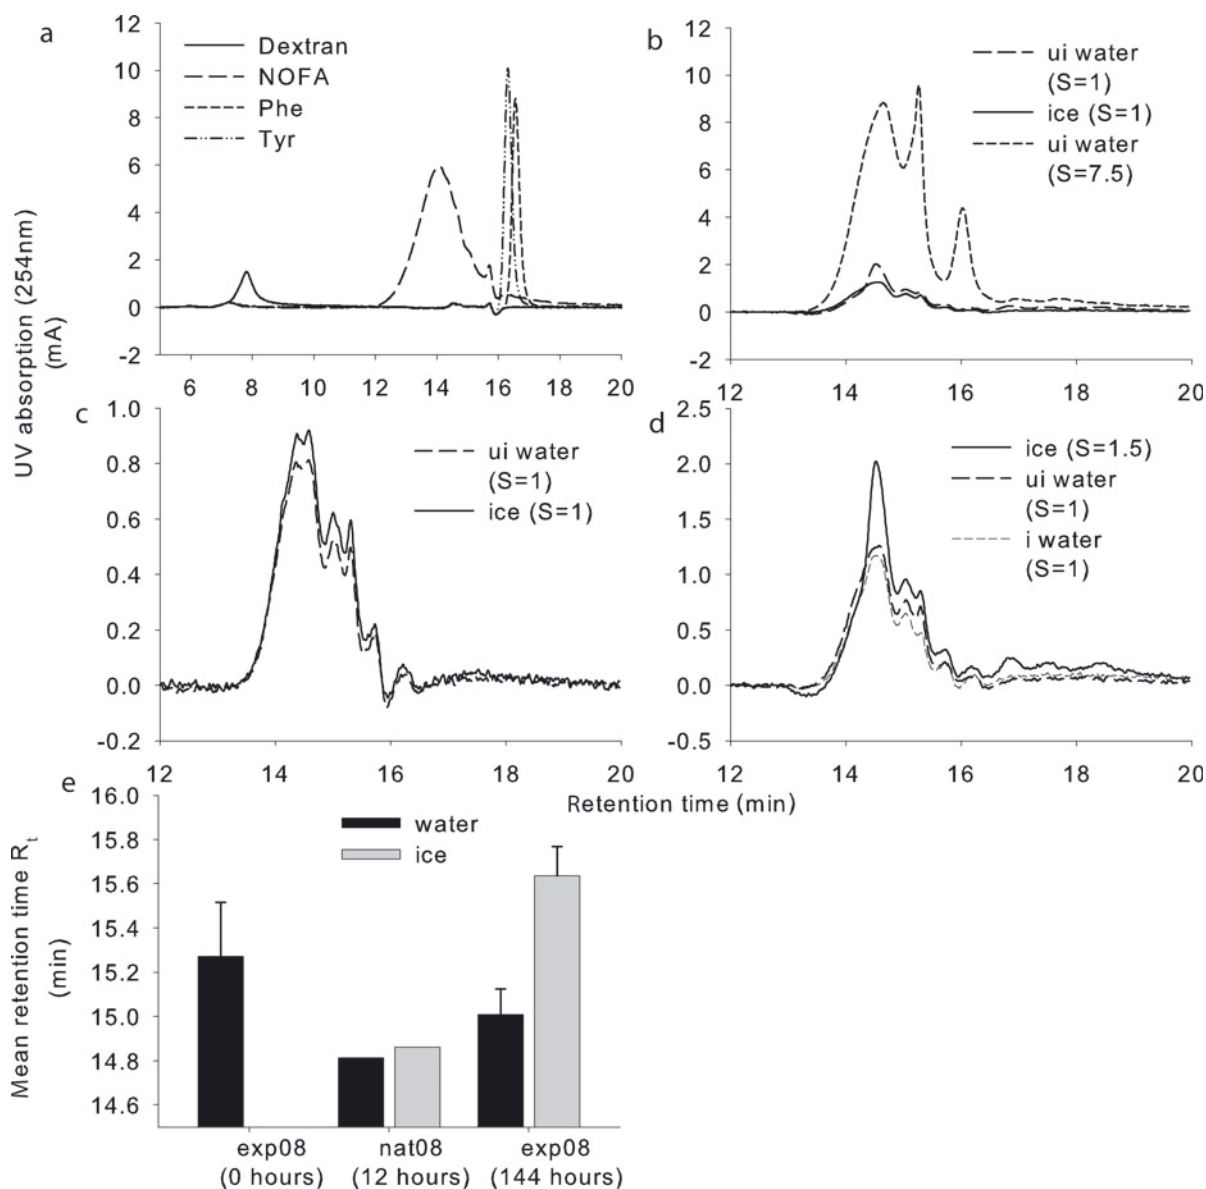 a
12
10
8
6
4
2
0
-2
Dextran
NOFA
Phe
Tyr
6 8 10 12 14 16 18 20
b
12
10
8
6
4
2
0
-2
ui water
(S=1)
ice (S=1)
ui water
(S=7.5)
12 14 16 18 20
UV absorption (254nm)
(mA)
c
1.0
0.8
0.6
0.4
0.2
0.0
-0.2
ui water
(S=1)
ice (S=1)
12 14 16 18 20
d
2.5
2.0
1.5
1.0
0.5
0.0
-0.5
ice (S=1.5)
ui water
(S=1)
i water
(S=1)
12 14 16 18 20
Retention time (min)
e
16.0
15.8
15.6
15.4
15.2
15.0
14.8
14.6
Mean retention time Rt
(min)
water
ice
exp08
(0 hours)
nat08
(12 hours)
exp08
(144 hours)